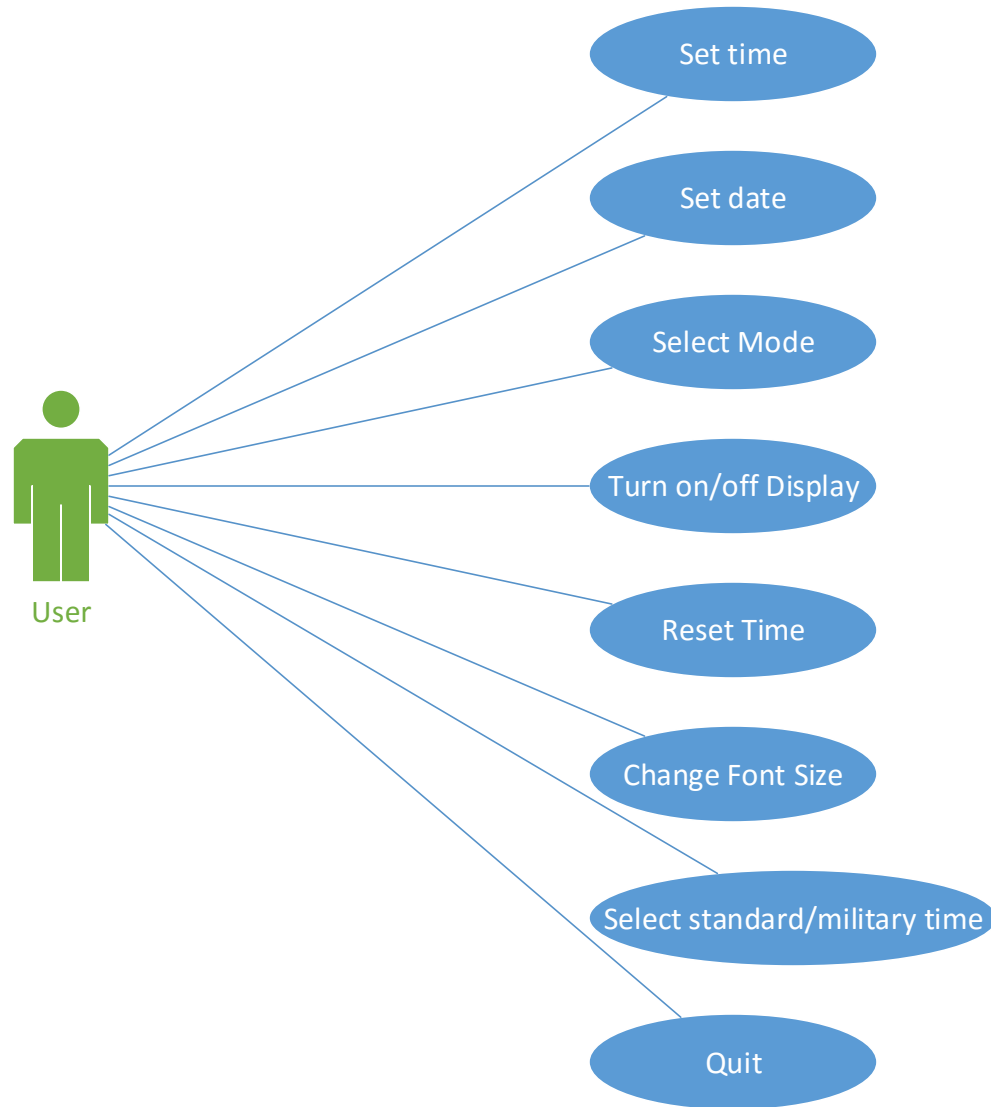 Set time
Set date
Select Mode
Turn on/off Display
User
Reset Time
Change Font Size
Select standard/military time
Quit